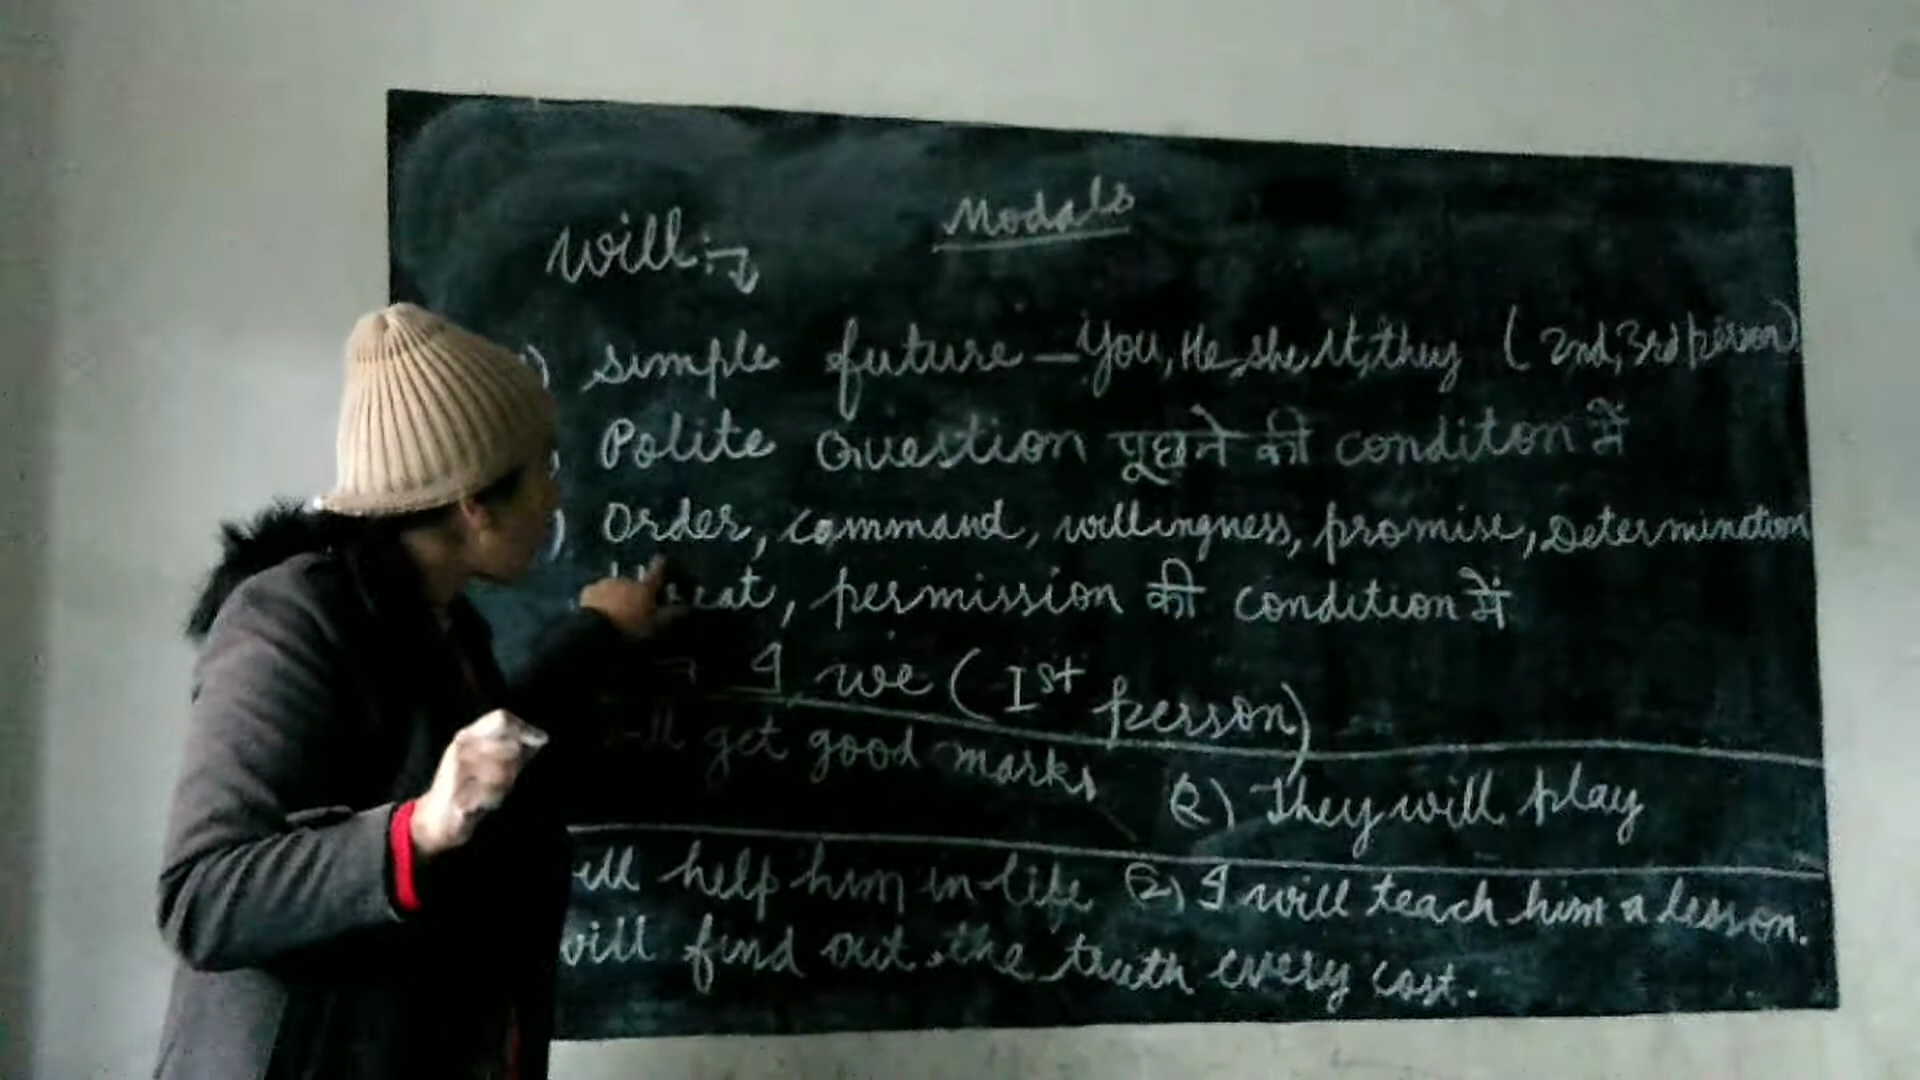 Modals
Will:→
) Simple future – You, He, she, It, they (2nd, 3rd person)
Polite Question पूछने की conditon में
) Order, command, willingness, promise, Determination
threat, permission की condition में
→ I, we (Ist person)
get good marks (2) They will play
will help him in life (2) I will teach him a lesson.
will find out the truth every cost.